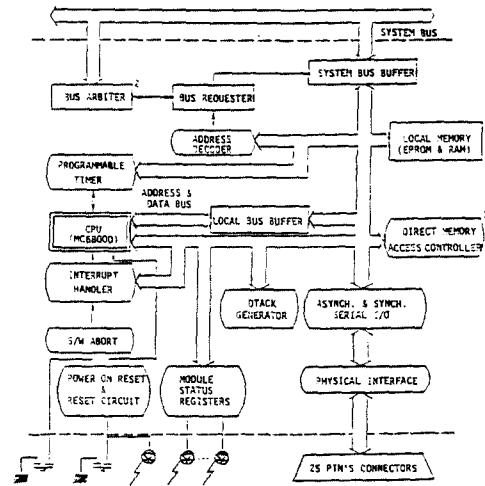 SYSTEM BUS
SYSTEM BUS BUFFER
BUS ARBITER
BUS REQUESTER
ADDRESS
DECODER
LOCAL MEMORY
(EPROM & RAM)
PROGRAMMABLE
TIMER
ADDRESS &
DATA BUS
CPU
(MC68000)
LOCAL BUS BUFFER
DIRECT MEMORY
ACCESS CONTROLLER
INTERRUPT
HANDLER
DTACK
GENERATOR
ASYNCH. & SYNCH.
SERIAL I/O
S/W ABORT
POWER ON RESET
&
RESET CIRCUIT
MODULE
STATUS
REGISTERS
PHYSICAL INTERFACE
25 PIN'S CONNECTORS